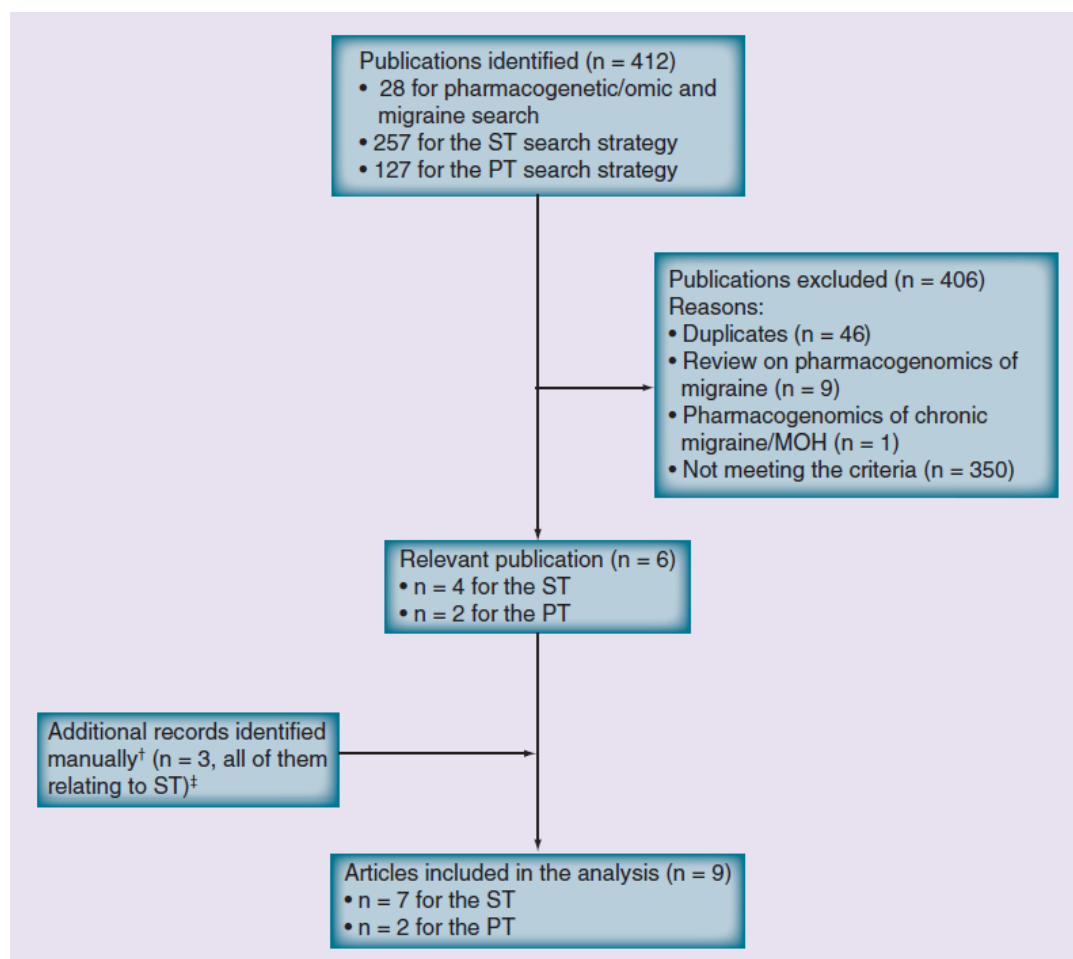 Publications identified (n = 412)
• 28 for pharmacogenetic/omic and
migraine search
• 257 for the ST search strategy
• 127 for the PT search strategy
Publications excluded (n = 406)
Reasons:
• Duplicates (n = 46)
• Review on pharmacogenomics of
migraine (n = 9)
• Pharmacogenomics of chronic
migraine/MOH (n = 1)
• Not meeting the criteria (n = 350)
Relevant publication (n = 6)
• n = 4 for the ST
• n = 2 for the PT
Additional records identified
manually† (n = 3, all of them
relating to ST)‡
Articles included in the analysis (n = 9)
• n = 7 for the ST
• n = 2 for the PT